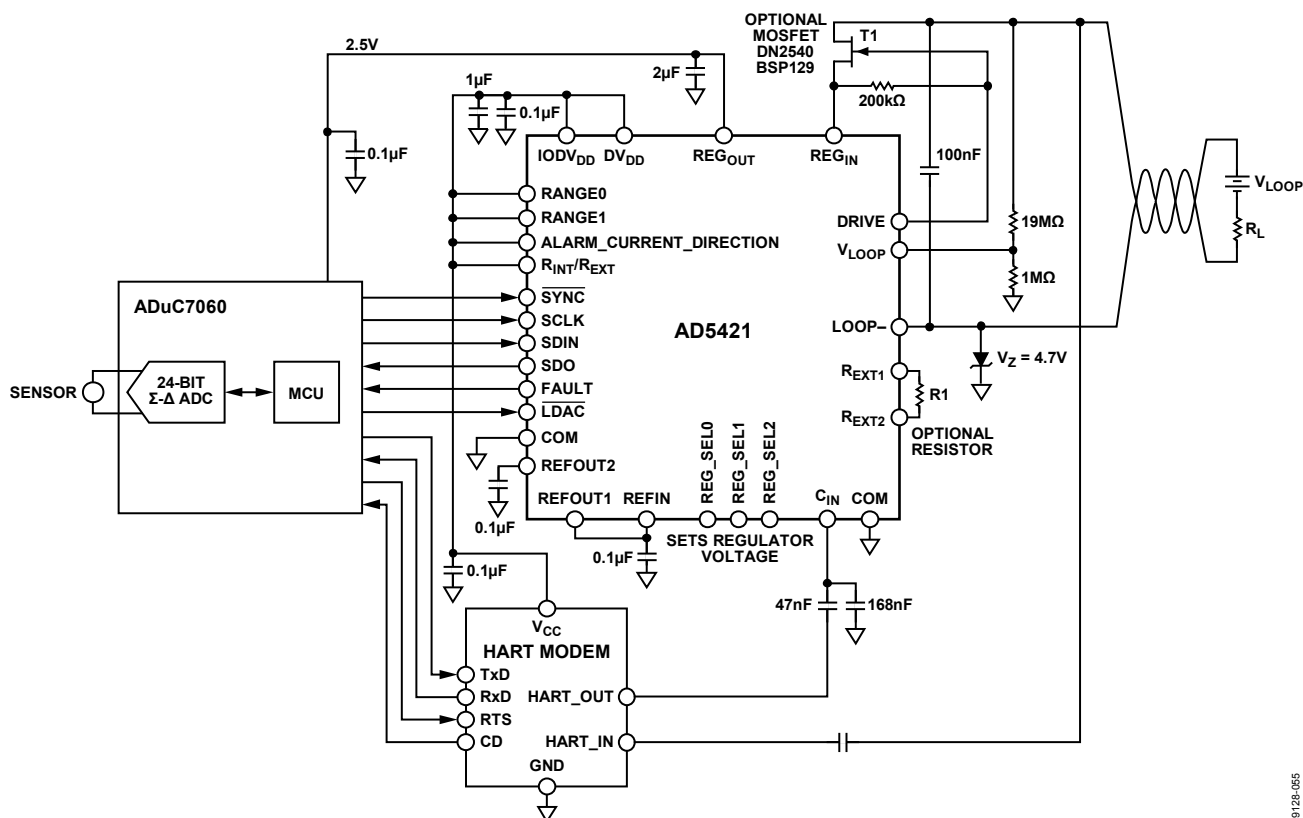 OPTIONAL
MOSFET
DN2540
BSP129
T1
2.5V
2µF
1µF
0.1µF
200kΩ
0.1µF
IODVDD
DVDD
REGOUT
REGIN
100nF
VLOOP
RL
19MΩ
1MΩ
RANGE0
RANGE1
ALARM_CURRENT_DIRECTION
RINT/REXT
SYNC
SCLK
SDIN
SDO
FAULT
LDAC
COM
REFOUT2
DRIVE
VLOOP
LOOP–
REXT1
REXT2
AD5421
VZ = 4.7V
R1
OPTIONAL
RESISTOR
ADuC7060
SENSOR
24-BIT
Σ-Δ ADC
MCU
0.1µF
REFOUT1
REFIN
REG_SEL0
REG_SEL1
REG_SEL2
CIN
COM
SETS REGULATOR
VOLTAGE
0.1µF
0.1µF
47nF
168nF
VCC
HART MODEM
TxD
RxD
RTS
CD
HART_OUT
HART_IN
GND
9128-055